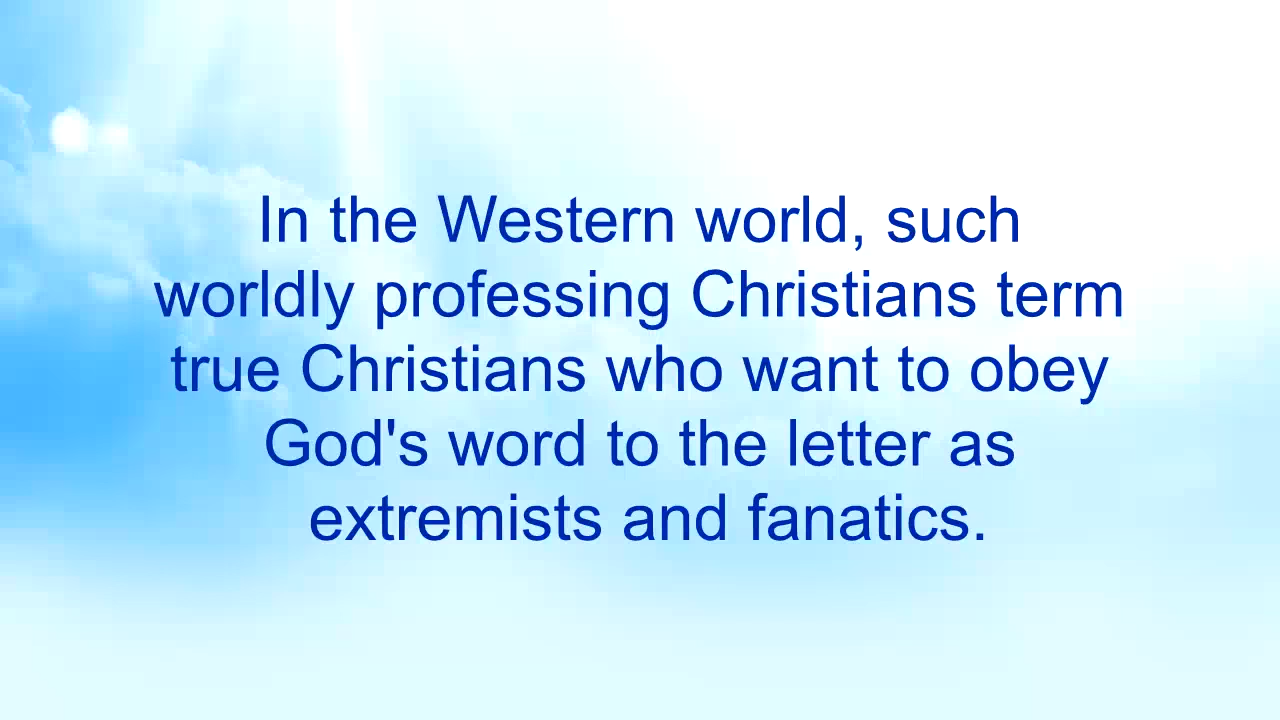 In the Western world, such
worldly professing Christians term
true Christians who want to obey
God's word to the letter as
extremists and fanatics.